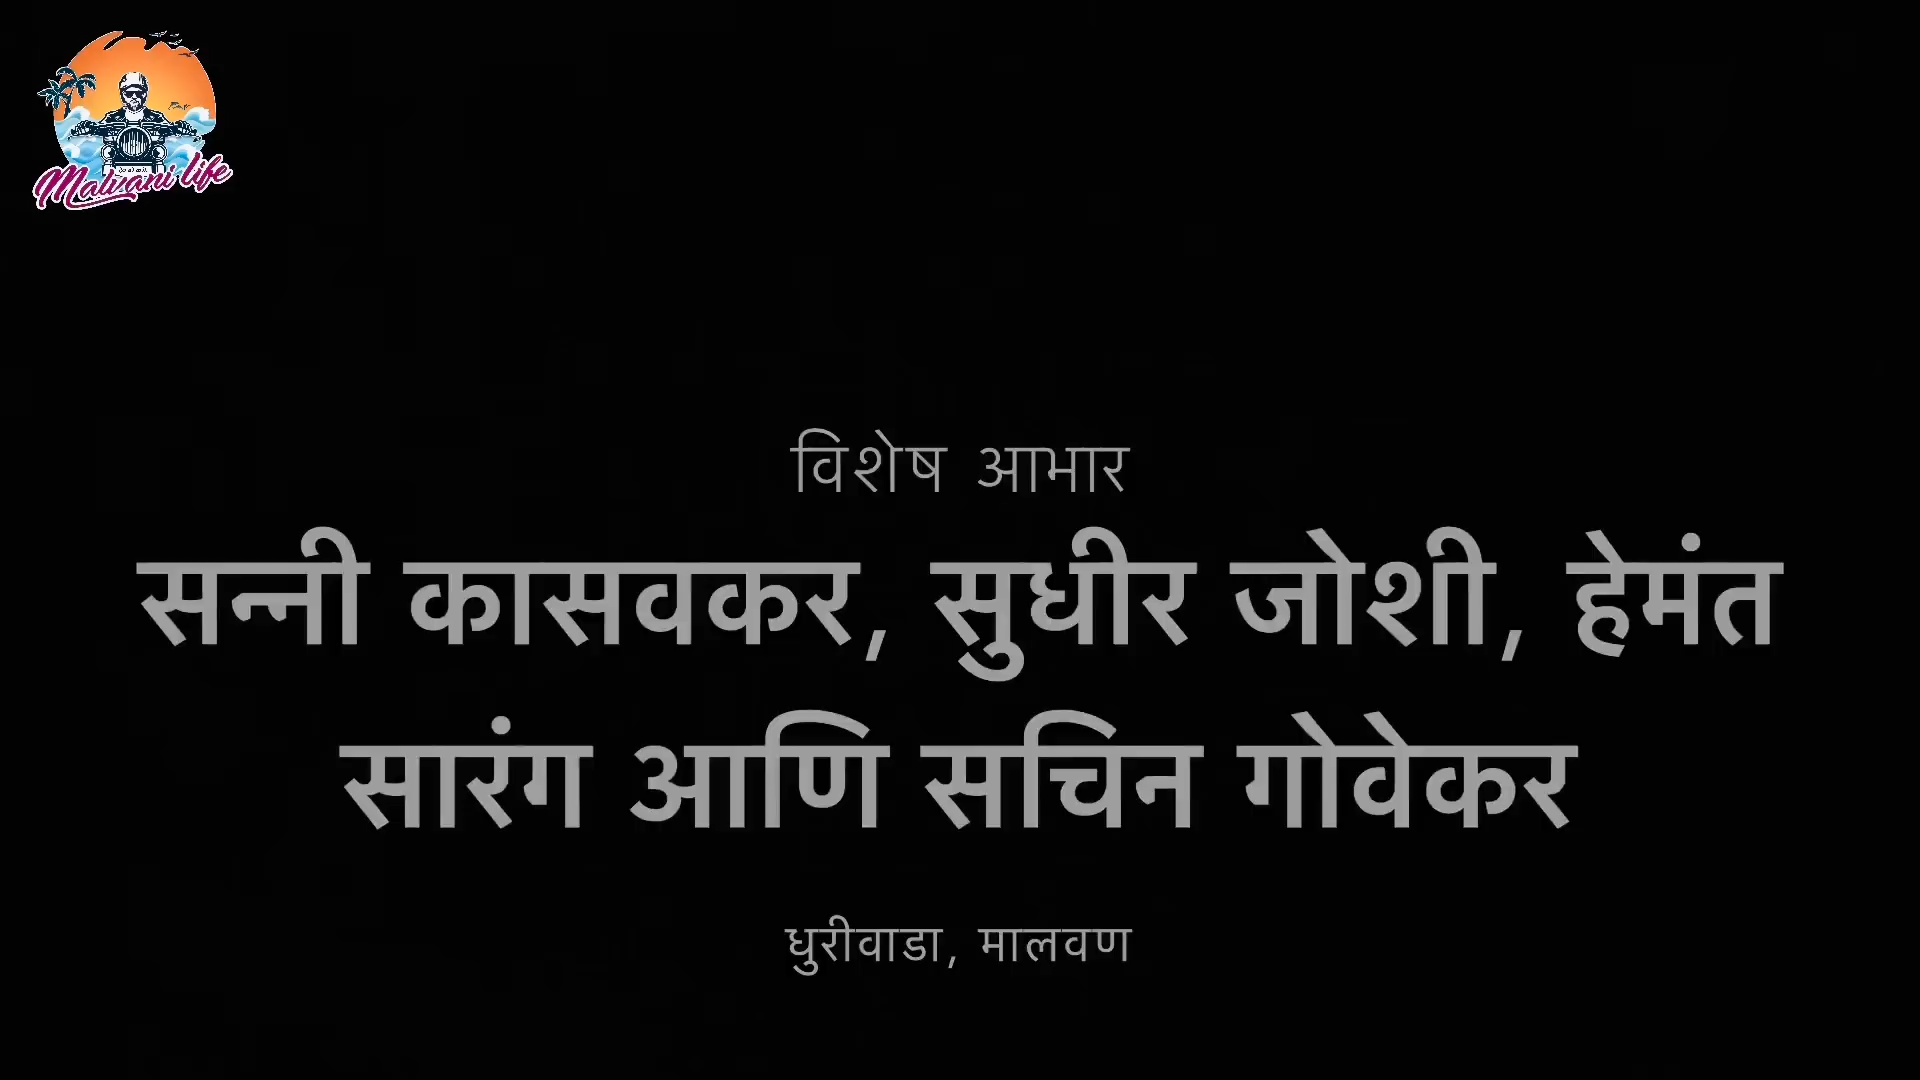 Malvani life
विशेष आभार
सन्नी कासवकर, सुधीर जोशी, हेमंत
सारंग आणि सचिन गोवेकर
धुरीवाडा, मालवण